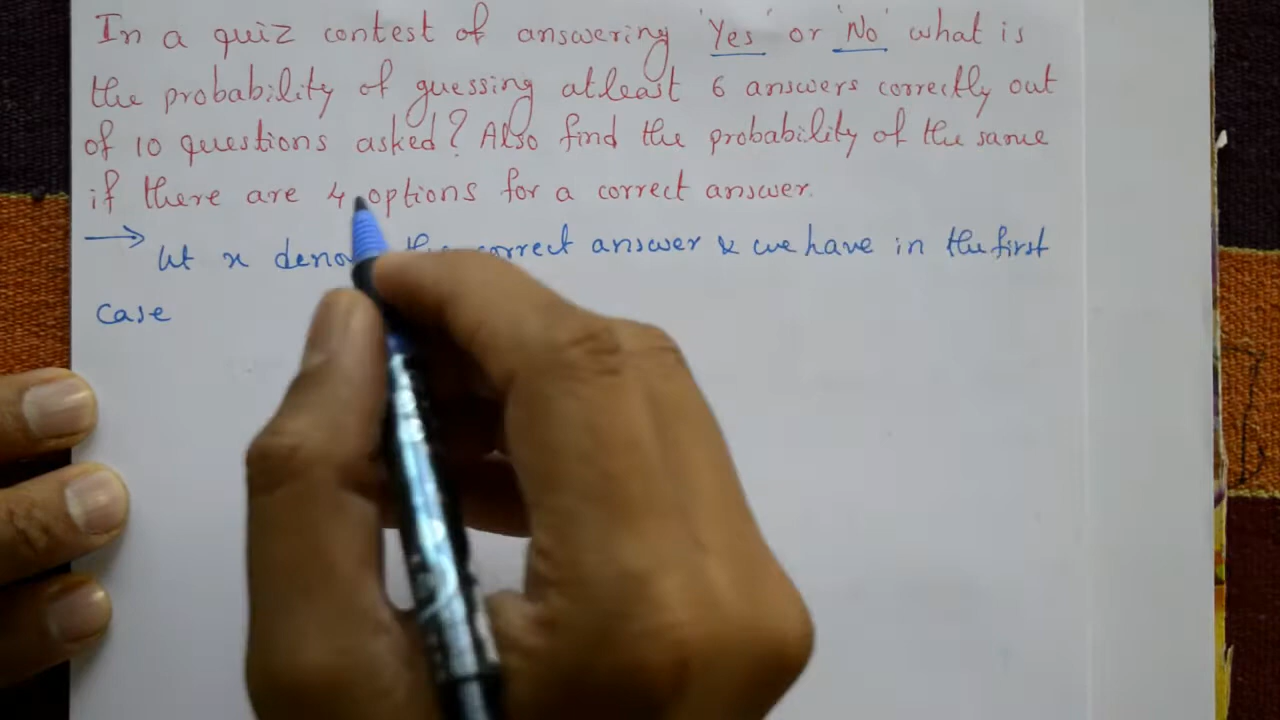 In a quiz contest of answering 'Yes' or 'No' what is
the probability of guessing atleast 6 answers correctly out
of 10 questions asked? Also find the probability of the same
if there are 4 options for a correct answer.
→ let x correct answer & we have in the first
case